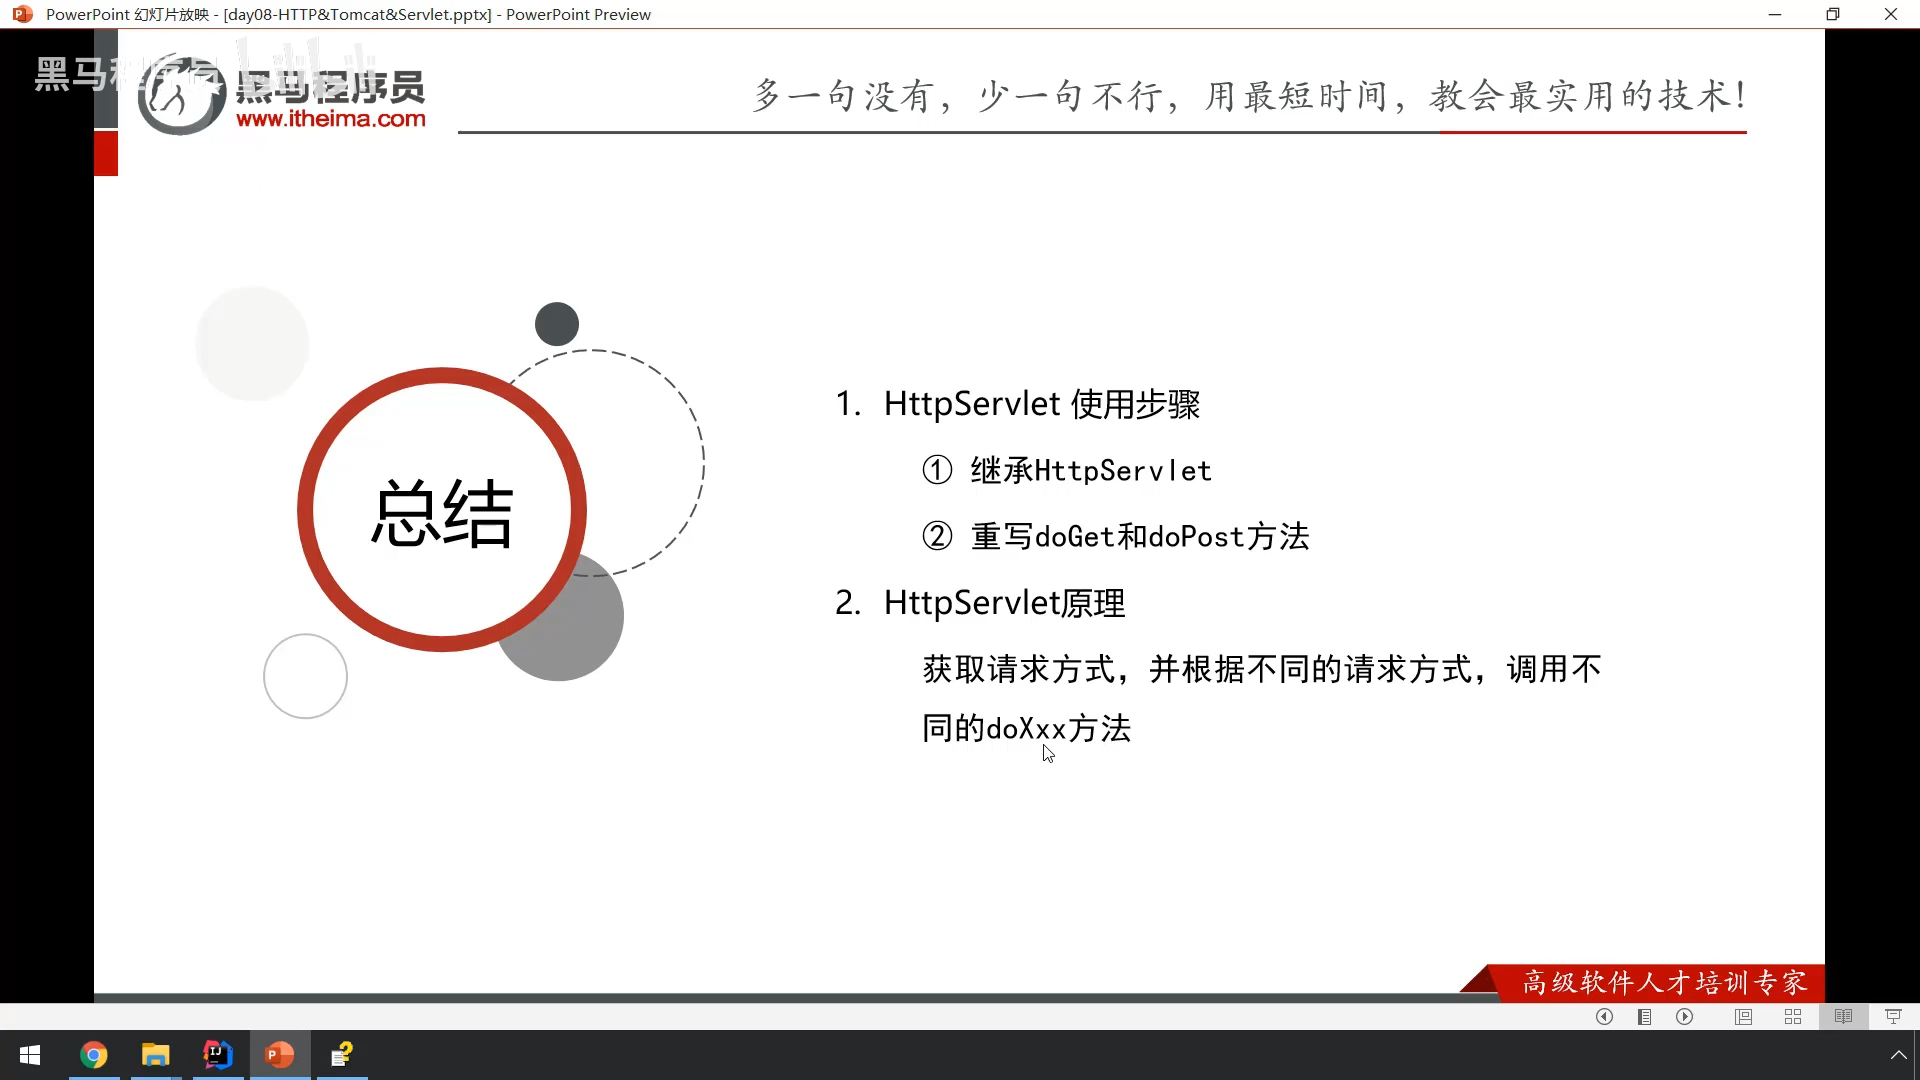 PowerPoint 幻灯片放映 - [day08-HTTP&Tomcat&Servlet.pptx] - PowerPoint Preview
黑马程序员
黑马程序员
www.itheima.com
多一句没有，少一句不行，用最短时间，教会最实用的技术！
总结
1. HttpServlet 使用步骤
① 继承HttpServlet
② 重写doGet和doPost方法
2. HttpServlet原理
获取请求方式，并根据不同的请求方式，调用不
同的doXxx方法
高级软件人才培训专家